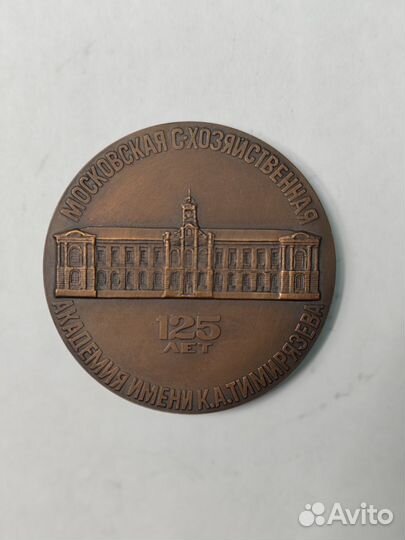 МОСКОВСКАЯ С-ХОЗЯЙСТВЕННАЯ
125
ЛЕТ
АКАДЕМИЯ ИМЕНИ К.А.ТИМИРЯЗЕВА
Avito